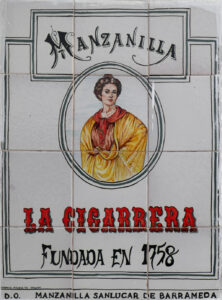 MANZANILLA
LA CIGARRERA
FUNDADA EN 1758
D.O. MANZANILLA SANLUCAR DE BARRAMEDA